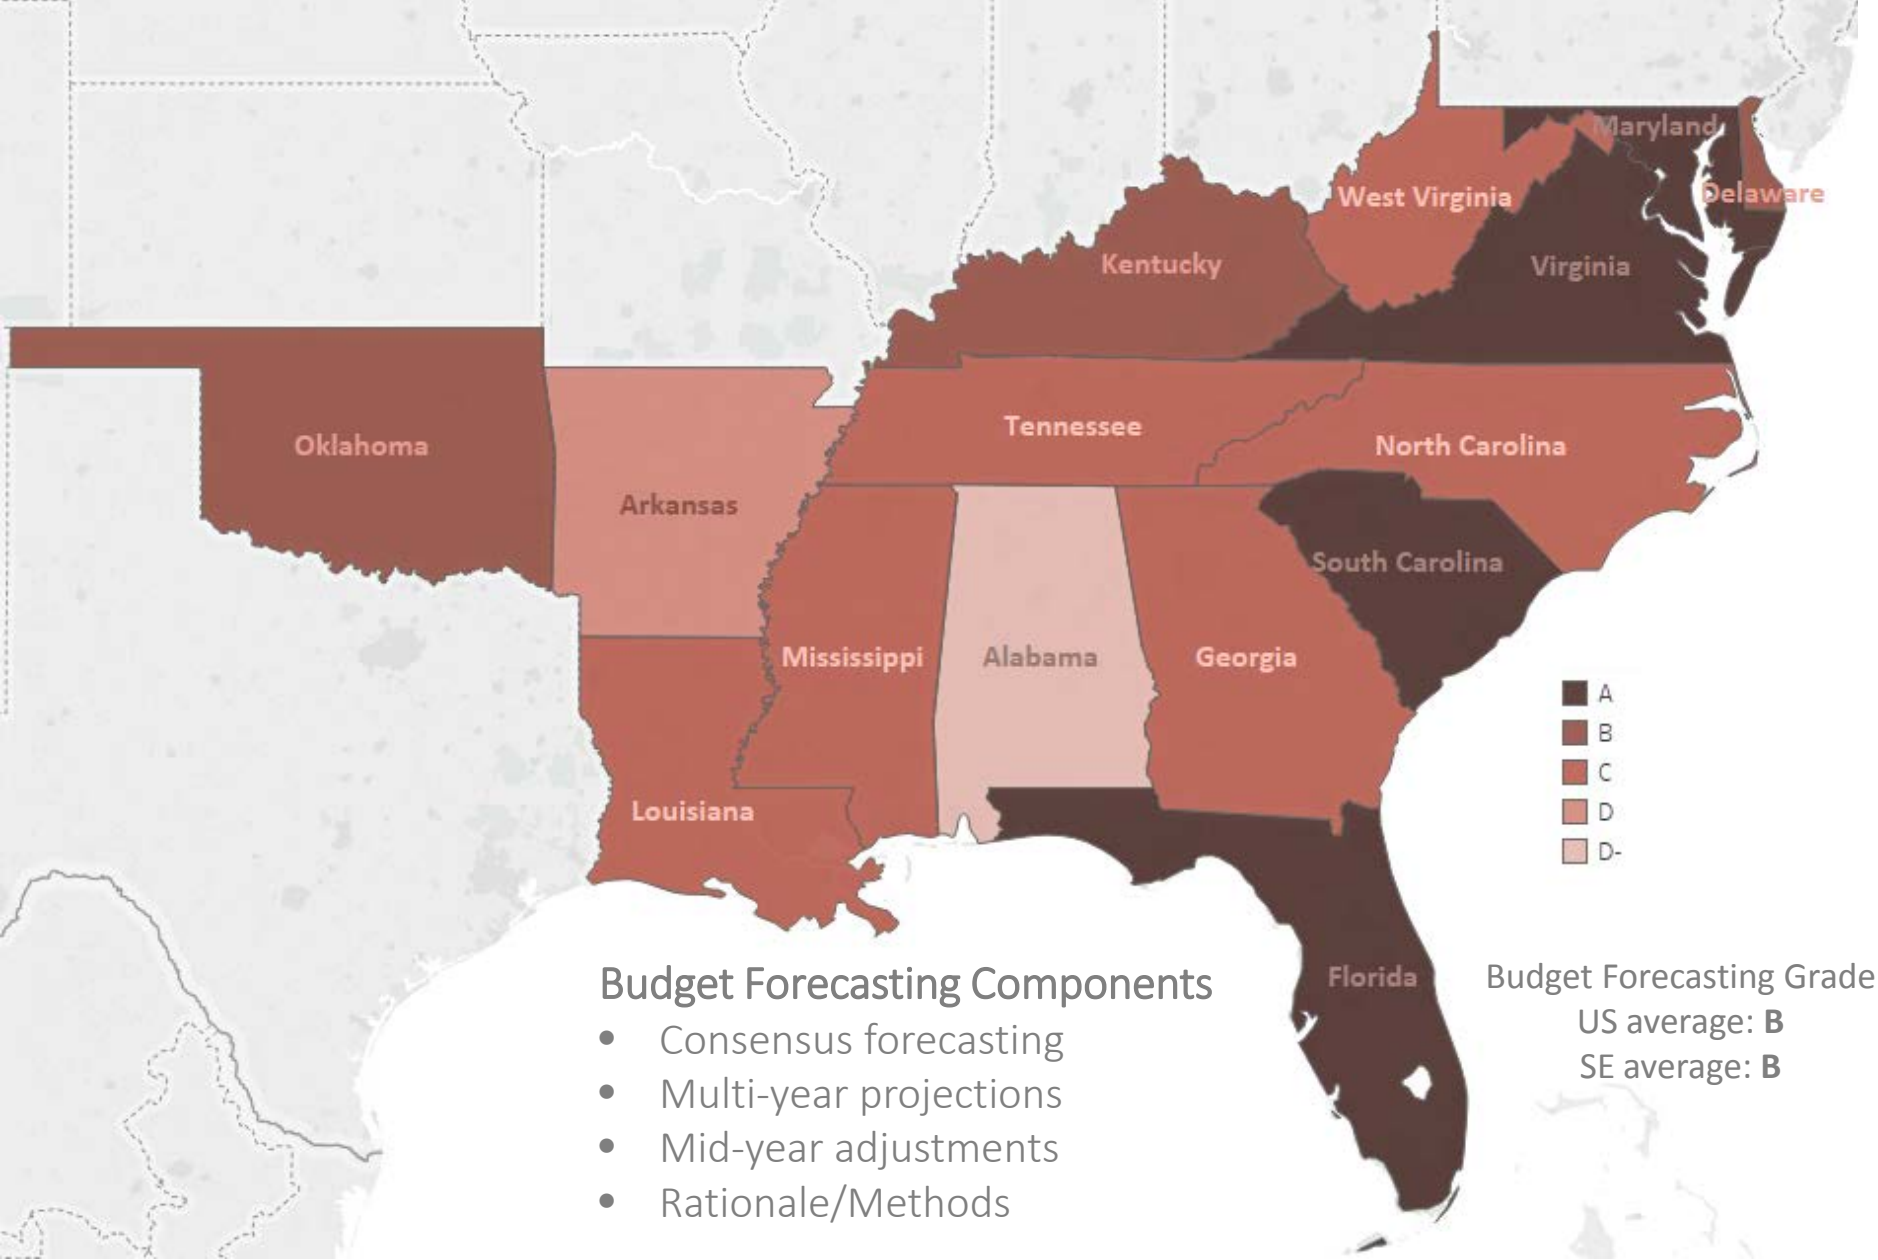 Maryland
West Virginia
Delaware
Kentucky
Virginia
Tennessee
Oklahoma
North Carolina
Arkansas
South Carolina
Mississippi
Alabama
Georgia
A
B
C
Louisiana
D
D-
Florida
Budget Forecasting Components
• Consensus forecasting
• Multi-year projections
• Mid-year adjustments
• Rationale/Methods
Budget Forecasting Grade
US average: B
SE average: B